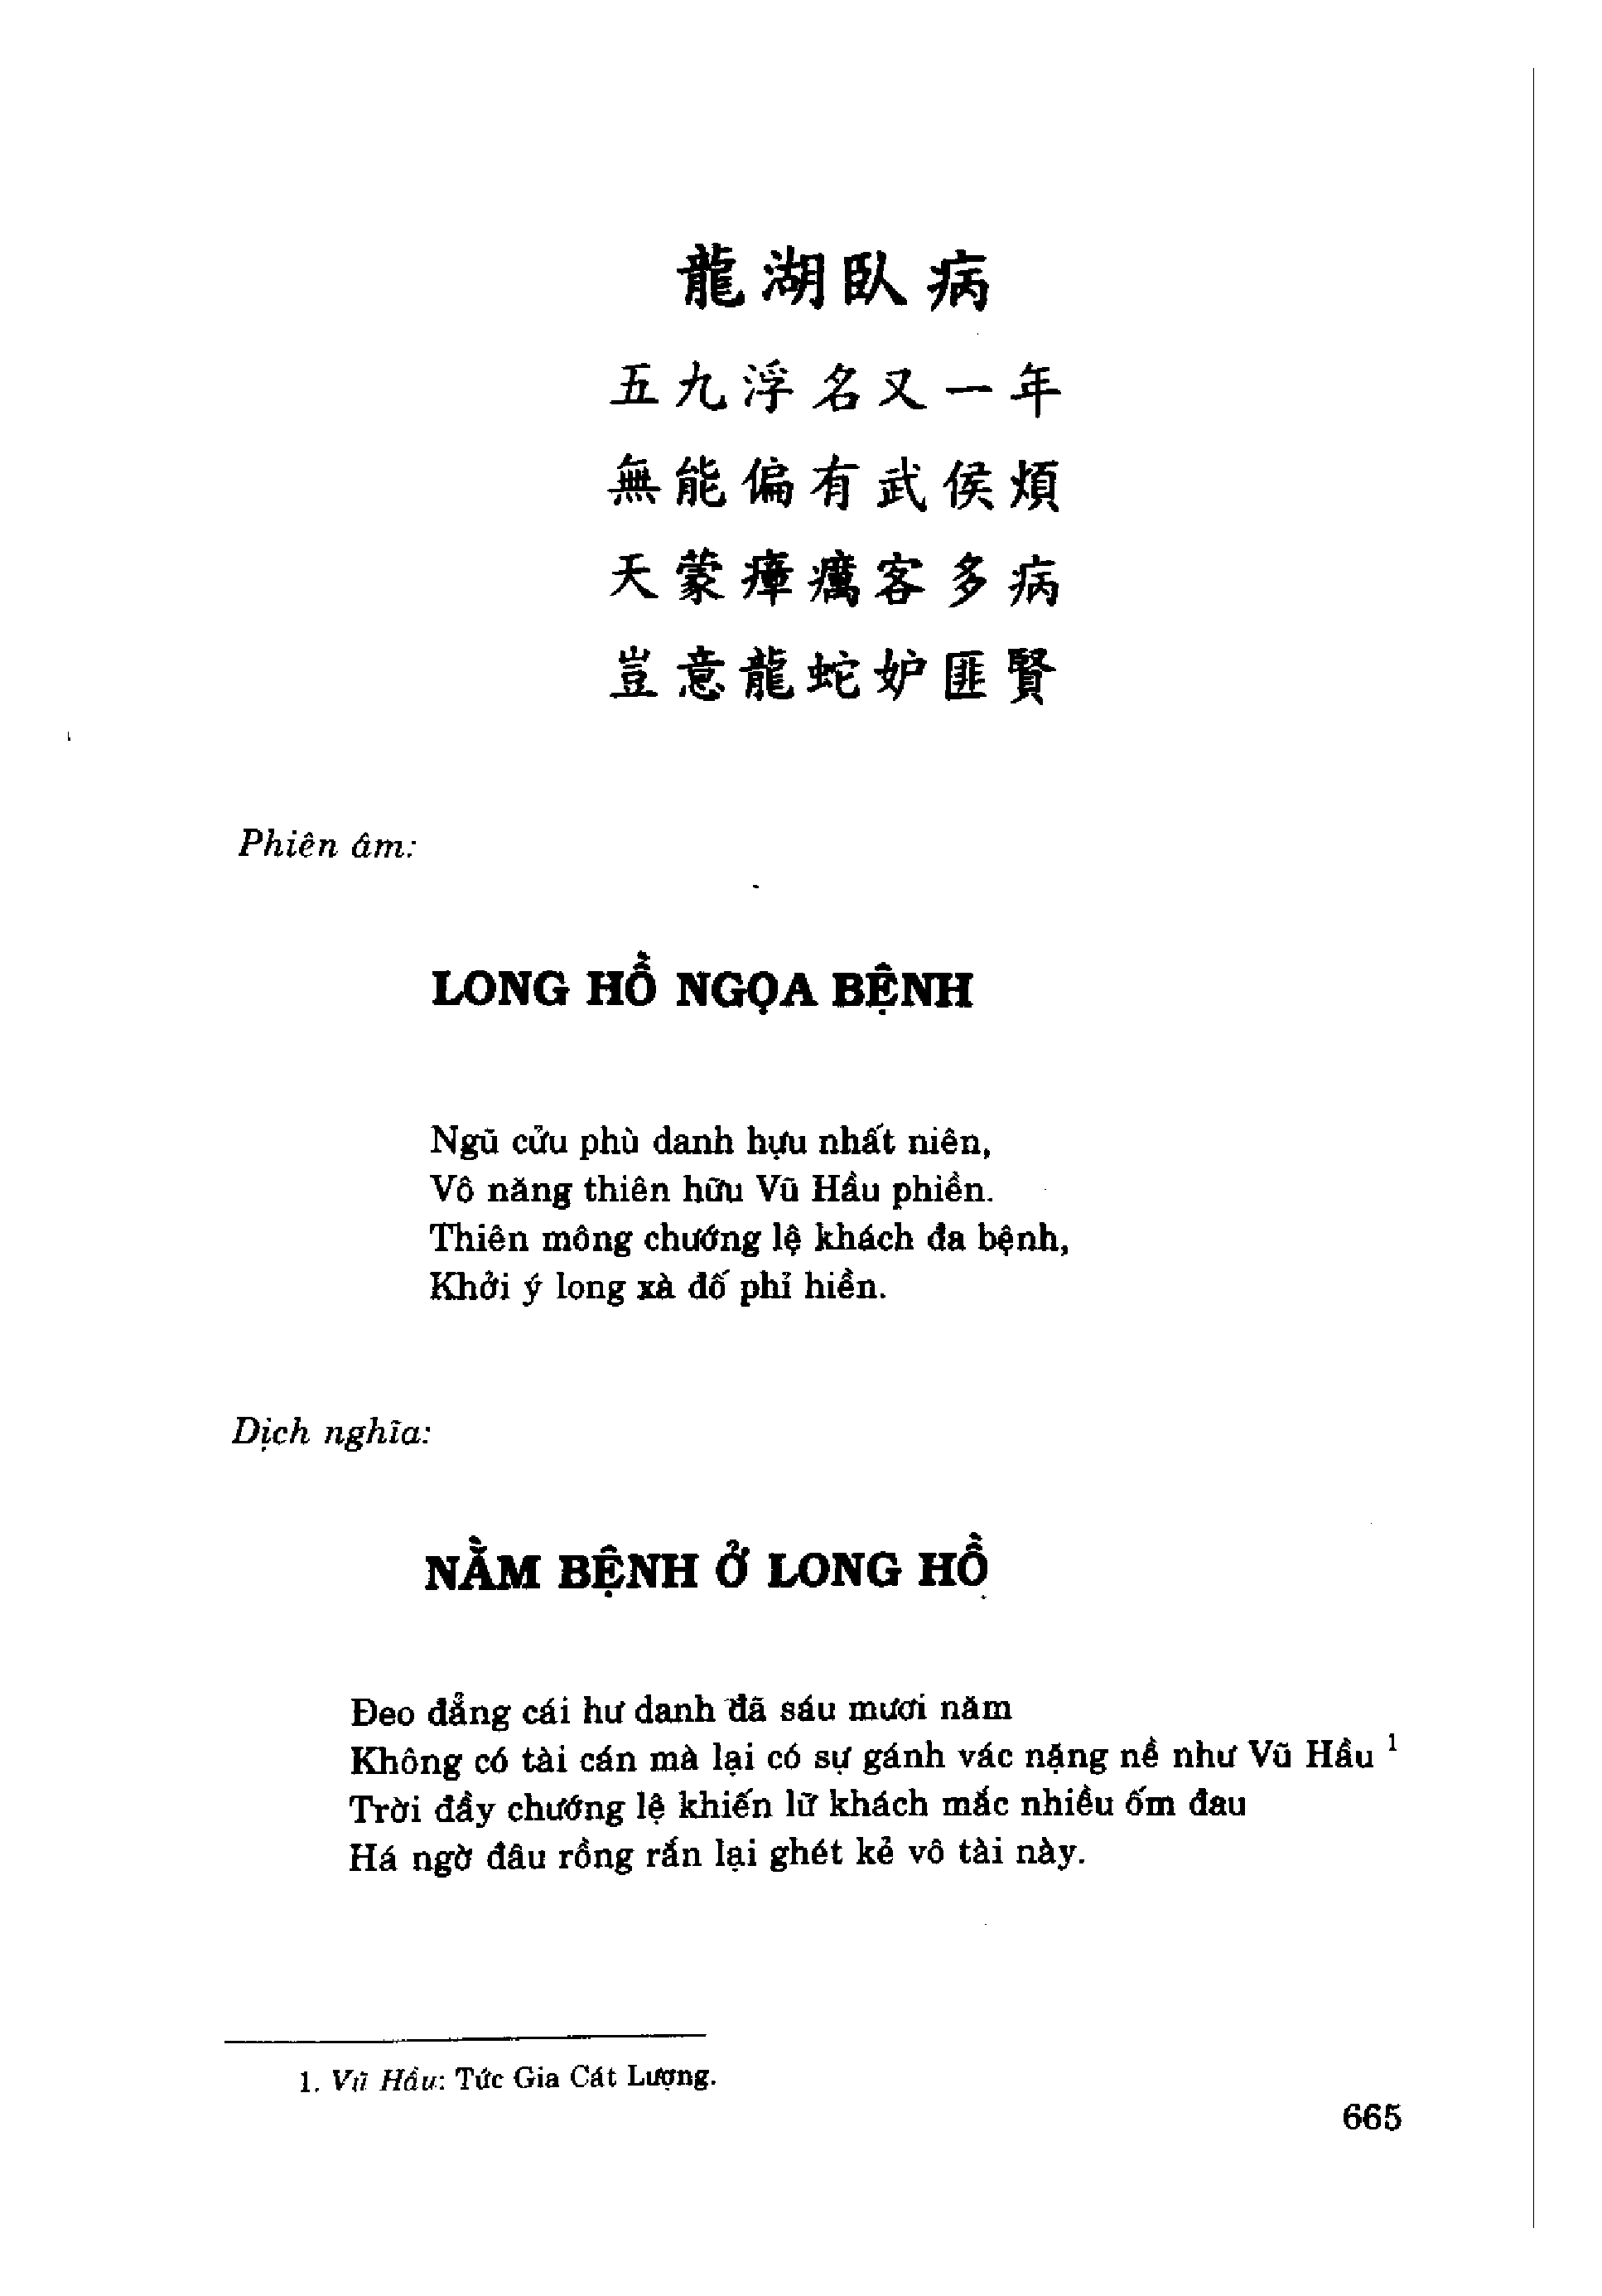 龍湖臥病
五九浮名又一年
無能偏有武侯煩
天蒙瘴癘客多病
豈意龍蛇妒匪賢
Phiên âm:
LONG HỒ NGỌA BỆNH
Ngũ cửu phù danh hựu nhất niên,
Vô năng thiên hữu Vũ Hầu phiền.
Thiên mông chướng lệ khách đa bệnh,
Khởi ý long xà đố phỉ hiền.
Dịch nghĩa:
NẰM BỆNH Ở LONG HỒ
Đeo đẳng cái hư danh đã sáu mươi năm
Không có tài cán mà lại có sự gánh vác nặng nề như Vũ Hầu ¹
Trời đầy chướng lệ khiến lữ khách mắc nhiều ốm đau
Há ngờ đâu rồng rắn lại ghét kẻ vô tài này.
1. Vũ Hầu: Tức Gia Cát Lượng.
665